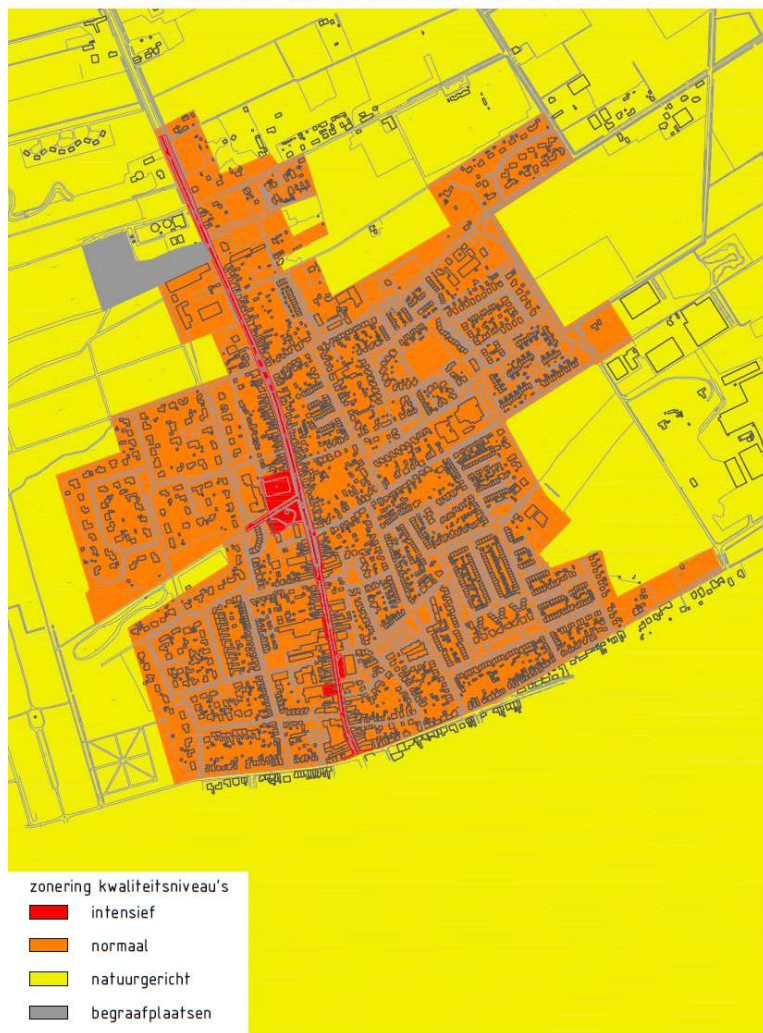 zonering kwaliteitsniveau's
intensief
normaal
natuurgericht
begraafplaatsen